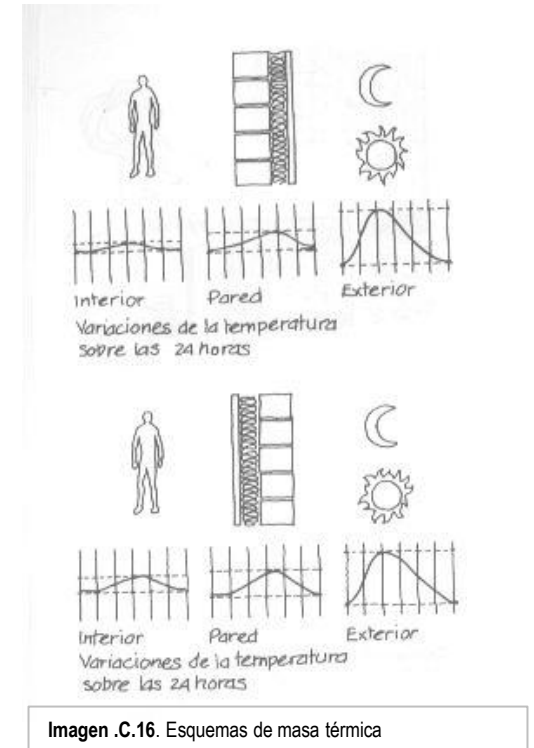 Interior Pared Exterior
Variaciones de la temperatura
sobre las 24 horas
Interior Pared Exterior
Variaciones de la temperatura
sobre las 24 horas
Imagen .C.16. Esquemas de masa térmica